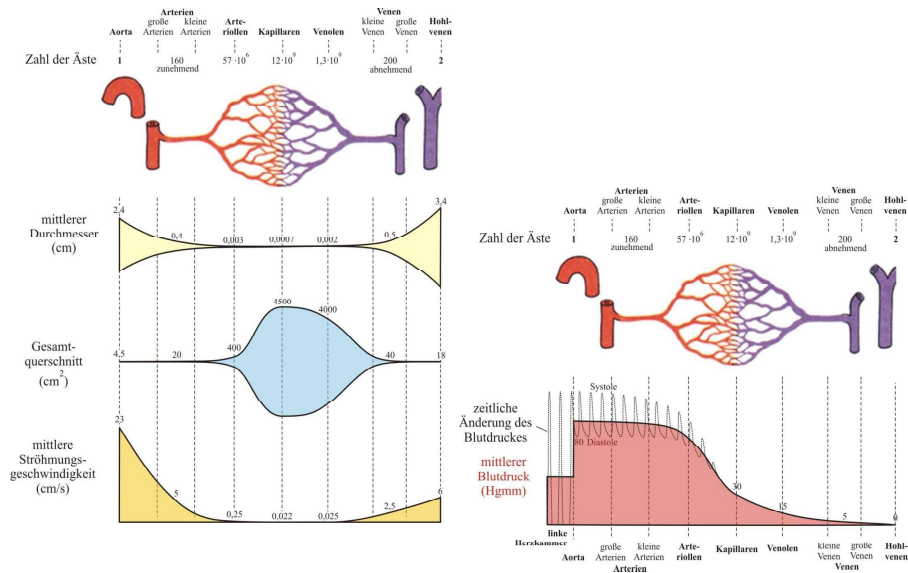 Arterien
Venen
große Arterien
kleine Arterien
Arte-
riollen
kleine Venen
große Venen
Hohl-
venen
Aorta
Kapillaren
Venolen
Zahl der Äste
1
160
zunehmend
57 ·10⁶
12·10⁹
1,3·10⁹
200
abnehmend
2
mittlerer
Durchmesser
(cm)
2,4
0,4
0,003
0,0007
0,002
0,5
3,4
Gesamt-
querschnitt
(cm²)
4,5
20
400
4500
4000
40
18
mittlere
Ströhmungs-
geschwindigkeit
(cm/s)
23
5
0,25
0,022
0,025
2,5
6
Arterien
Venen
große
Arterien
kleine
Arterien
Arte-
riollen
kleine
Venen
große
Venen
Hohl-
venen
Aorta
Kapillaren
Venolen
Zahl der Äste
1
160
zunehmend
57 ·10⁶
12·10⁹
1,3·10⁹
200
abnehmend
2
Systole
zeitliche
Änderung des
Blutdruckes
80 Diastole
mittlerer
Blutdruck
(Hgmm)
30
15
5
0
linke
Herzkammer
Aorta
große
Arterien
kleine
Arterien
Arterien
Arte-
riollen
Kapillaren
Venolen
kleine
Venen
große
Venen
Venen
Hohl-
venen